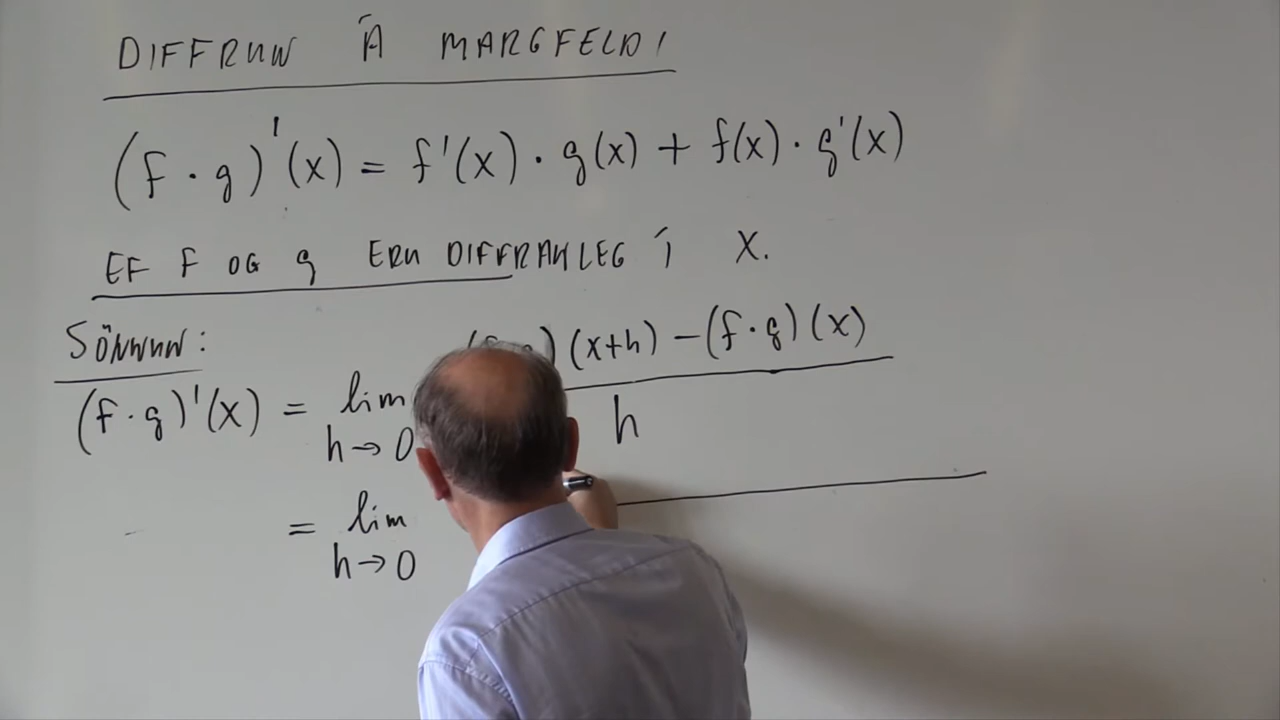 DIFFRUN Á MARGFELDI
(f · g)'(x) = f'(x) · g(x) + f(x) · g'(x)
EF F OG g ERU DIFFRANLEG Í X.
SÖNNUN:
(x+h) - (f · g)(x)
(f · g)'(x) = lim
h→0
h
= lim
h→0